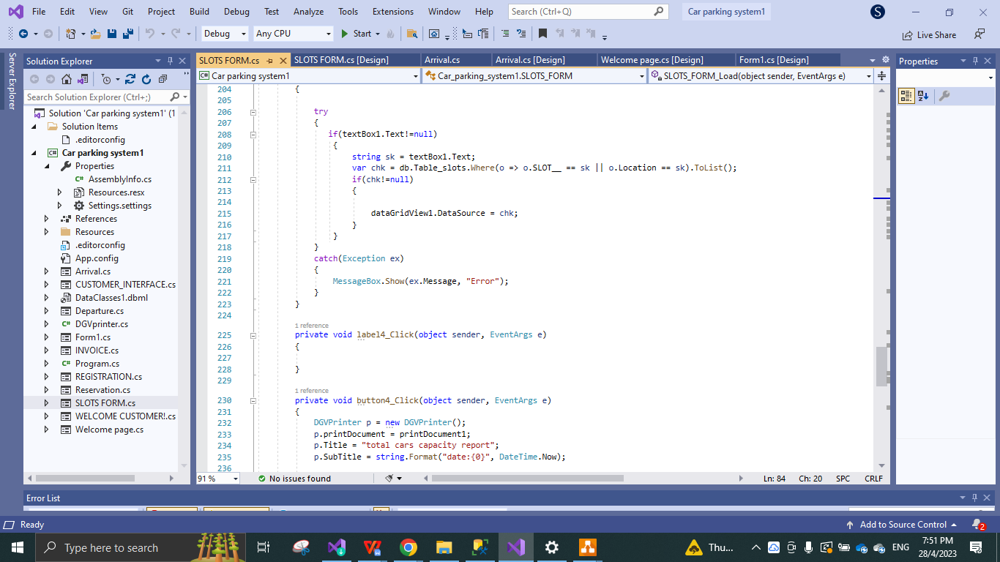 File Edit View Git Project Build Debug Test Analyze Tools Extensions Window Help Search (Ctrl+Q) Car parking system1 S
Debug Any CPU Start Live Share
Server Explorer
Solution Explorer
Search Solution Explorer (Ctrl+;)
Solution 'Car parking system1' (1
Solution Items
.editorconfig
Car parking system1
Properties
AssemblyInfo.cs
Resources.resx
Settings.settings
References
Resources
.editorconfig
App.config
Arrival.cs
CUSTOMER_INTERFACE.cs
DataClasses1.dbml
Departure.cs
DGVprinter.cs
Form1.cs
INVOICE.cs
Program.cs
REGISTRATION.cs
Reservation.cs
SLOTS FORM.cs
WELCOME CUSTOMER!.cs
Welcome page.cs
SLOTS FORM.cs SLOTS FORM.cs [Design] Arrival.cs Arrival.cs [Design] Welcome page.cs [Design] Form1.cs [Design]
Car parking system1 Car_parking_system1.SLOTS_FORM SLOTS_FORM_Load(object sender, EventArgs e)
204 {
205
206 try
207 {
208 if(textBox1.Text!=null)
209 {
210 string sk = textBox1.Text;
211 var chk = db.Table_slots.Where(o => o.SLOT__ == sk || o.Location == sk).ToList();
212 if(chk!=null)
213 {
214
215 dataGridView1.DataSource = chk;
216 }
217 }
218 }
219 catch(Exception ex)
220 {
221 MessageBox.Show(ex.Message, "Error");
222 }
223 }
224
1 reference
225 private void label4_Click(object sender, EventArgs e)
226 {
227
228 }
229
1 reference
230 private void button4_Click(object sender, EventArgs e)
231 {
232 DGVPrinter p = new DGVPrinter();
233 p.printDocument = printDocument1;
234 p.Title = "total cars capacity report";
235 p.SubTitle = string.Format("date:{0}", DateTime.Now);
236
91 % No issues found Ln: 84 Ch: 20 SPC CRLF
Properties
Error List
Ready Add to Source Control 2
Type here to search Thu... ENG 7:51 PM
28/4/2023